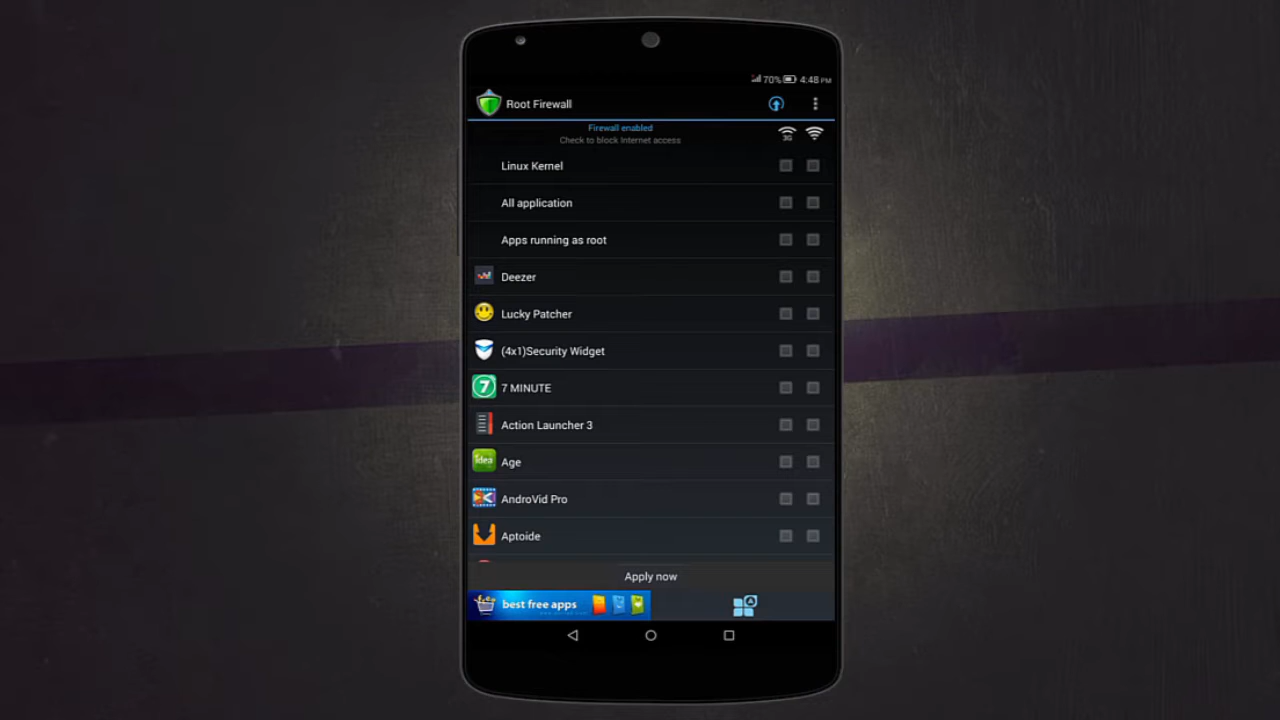 70% 4:48 PM
Root Firewall
Firewall enabled
Check to block Internet access
3G
Linux Kernel
All application
Apps running as root
Deezer
Lucky Patcher
(4x1)Security Widget
7
7 MINUTE
Action Launcher 3
idea
Age
AndroVid Pro
Aptoide
Apply now
best free apps